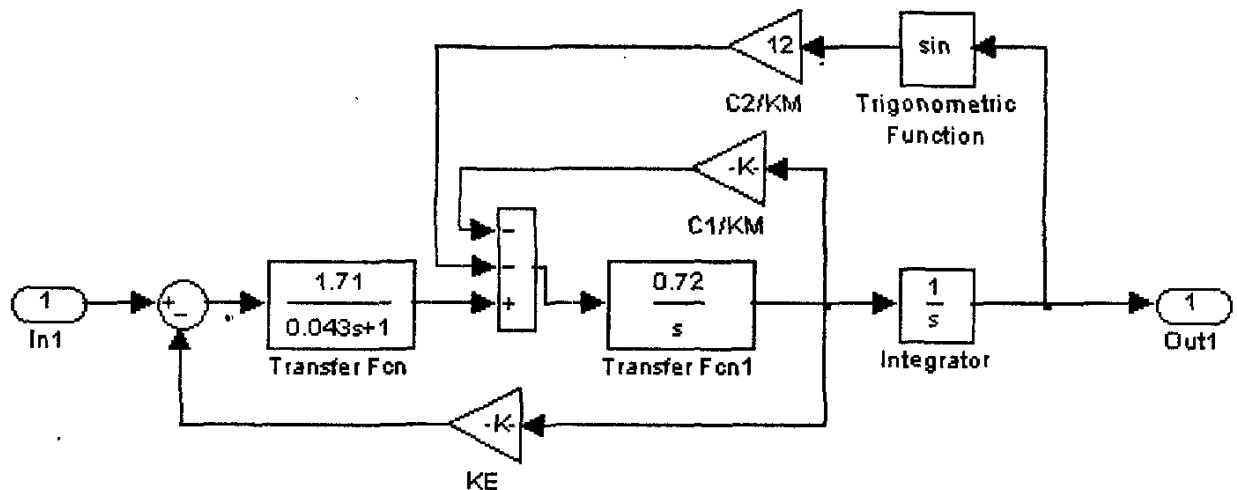 12
sin
C2/KM
Trigonometric
Function
-K-
C1/KM
−
−
+
1
In1
+
−
1.71
0.043s+1
Transfer Fcn
0.72
s
Transfer Fcn1
1
s
Integrator
1
Out1
-K-
KE